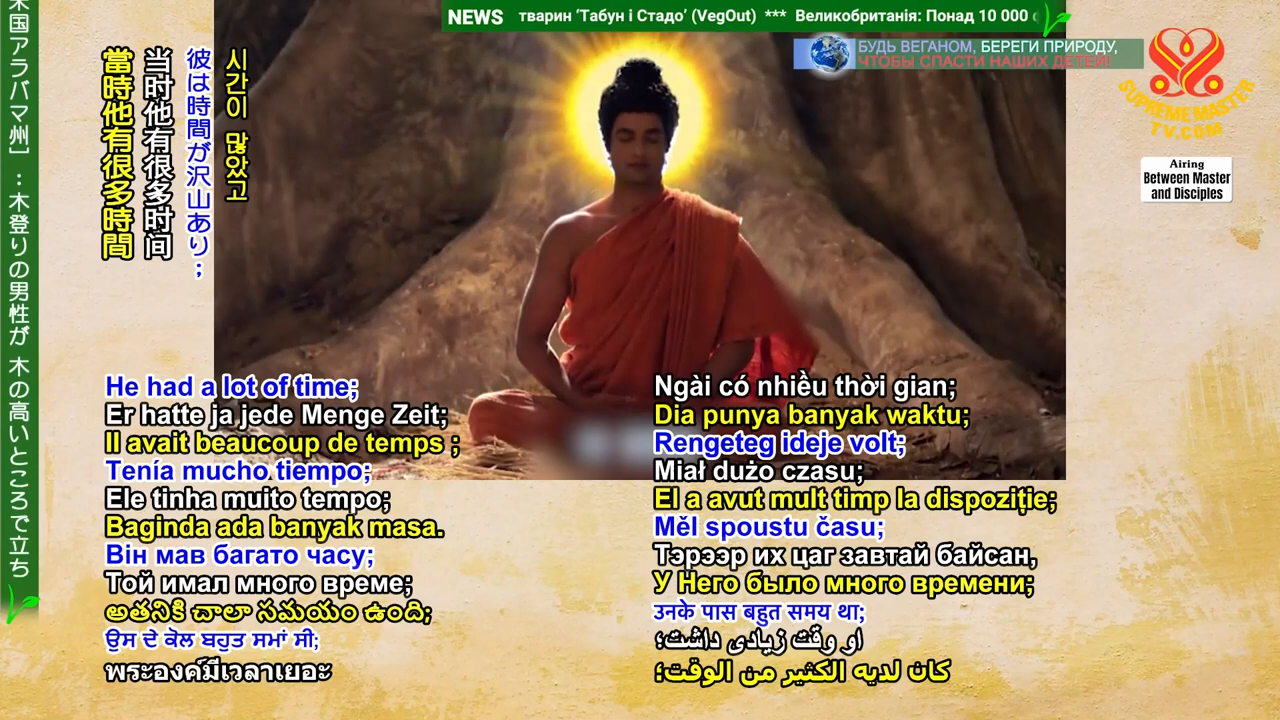 NEWS тварин ‘Табун і Стадо’ (VegOut) *** Великобританія: Понад 10 000
БУДЬ ВЕГАНОМ, БЕРЕГИ ПРИРОДУ,
ЧТОБЫ СПАСТИ НАШИХ ДЕТЕЙ!
SUPREME MASTER
TV.COM
Airing
Between Master
and Disciples
米国アラバマ州］：木登りの男性が 木の高いところで立ち
시간이 많았고
彼は時間が沢山あり；
当时他有很多时间
當時他有很多時間
He had a lot of time;
Er hatte ja jede Menge Zeit;
Il avait beaucoup de temps ;
Tenía mucho tiempo;
Ele tinha muito tempo;
Baginda ada banyak masa.
Він мав багато часу;
Той имал много време;
అతనికి చాలా సమయం ఉంది;
ਉਸ ਦੇ ਕੋਲ ਬਹੁਤ ਸਮਾਂ ਸੀ;
พระองค์มีเวลาเยอะ
Ngài có nhiều thời gian;
Dia punya banyak waktu;
Rengeteg ideje volt;
Miał dużo czasu;
El a avut mult timp la dispoziție;
Měl spoustu času;
Тэрээр их цаг завтай байсан,
У Него было много времени;
उनके पास बहुत समय था;
او وقت زیادی داشت؛
كان لديه الكثير من الوقت؛